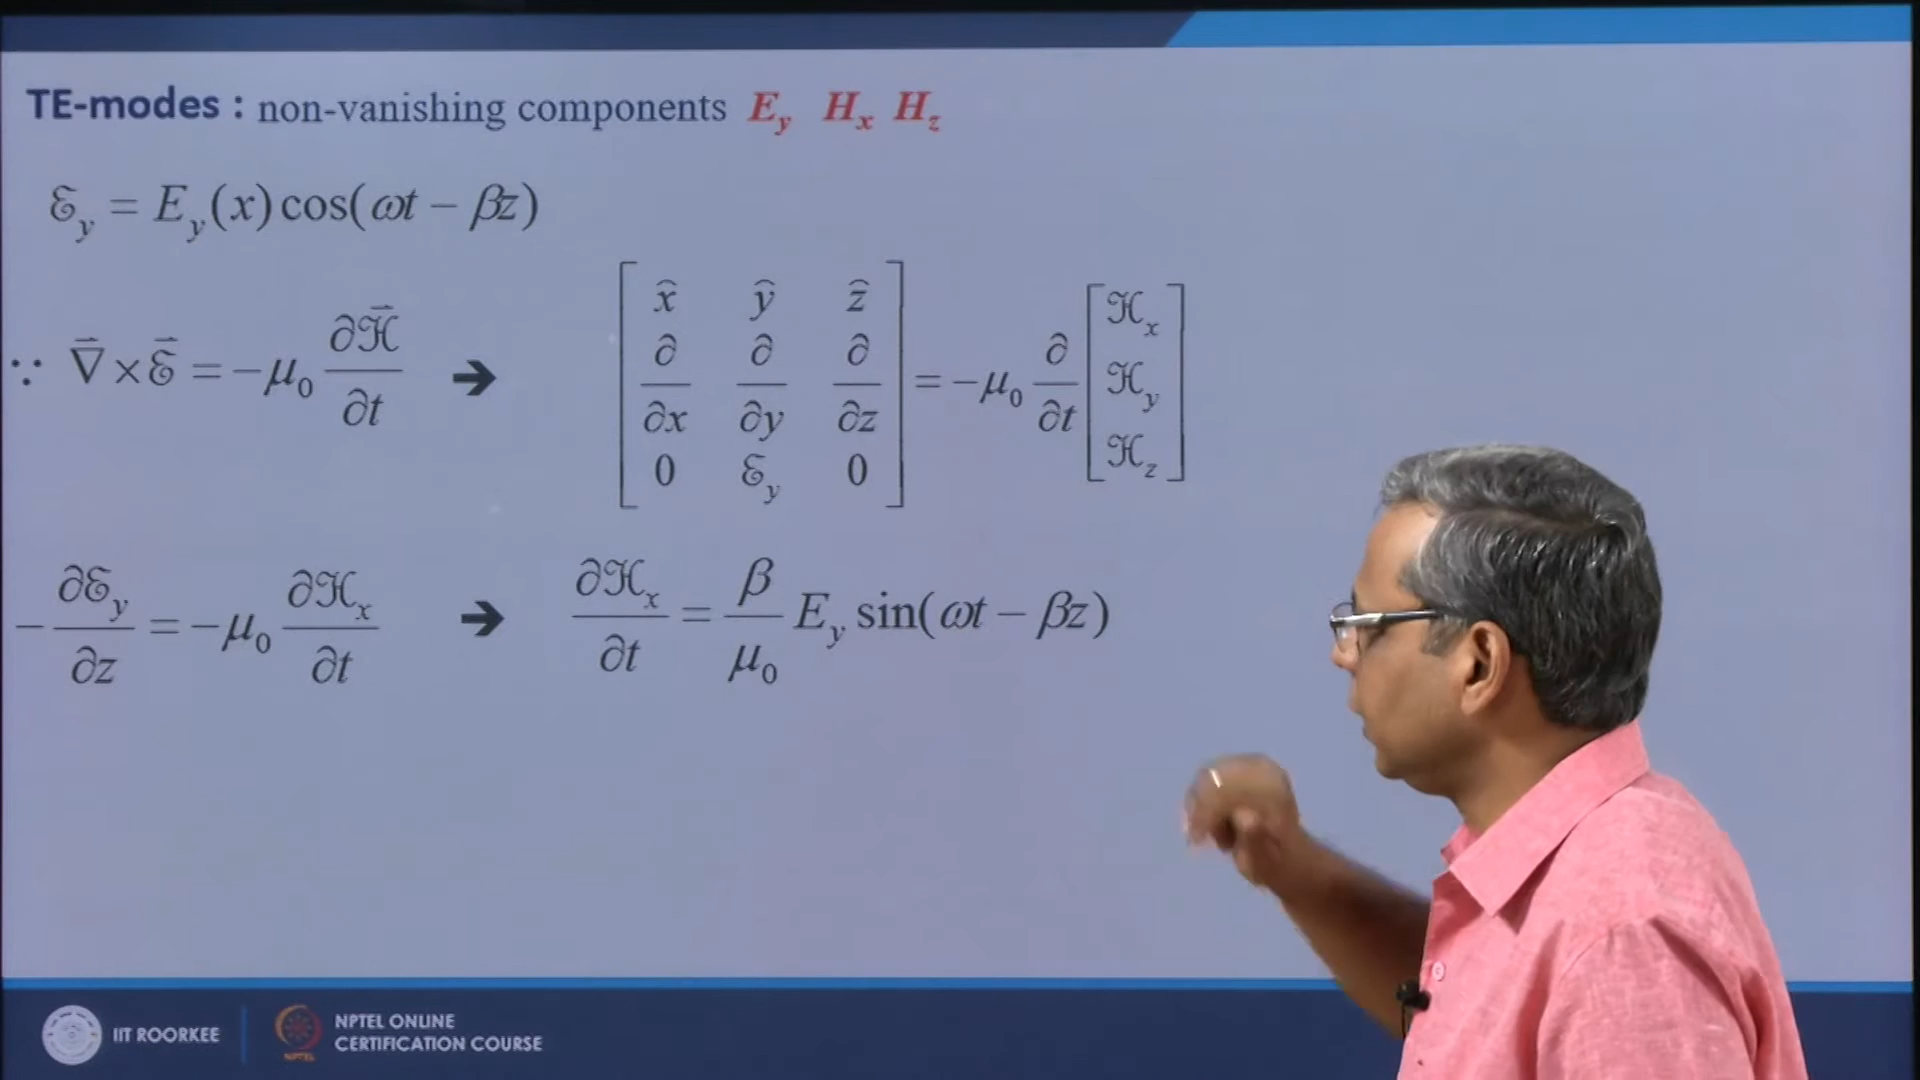 TE-modes : non-vanishing components E_y H_x H_z
ℰ_y = E_y(x) cos(ωt − βz)
∵ ∇⃗ × ℰ⃗ = −μ₀ ∂ℋ⃗/∂t ➔ [ x̂ ŷ ẑ ; ∂/∂x ∂/∂y ∂/∂z ; 0 ℰ_y 0 ] = −μ₀ ∂/∂t [ ℋ_x ; ℋ_y ; ℋ_z ]
−∂ℰ_y/∂z = −μ₀ ∂ℋ_x/∂t ➔ ∂ℋ_x/∂t = β/μ₀ E_y sin(ωt − βz)
IIT ROORKEE
NPTEL
NPTEL ONLINE
CERTIFICATION COURSE